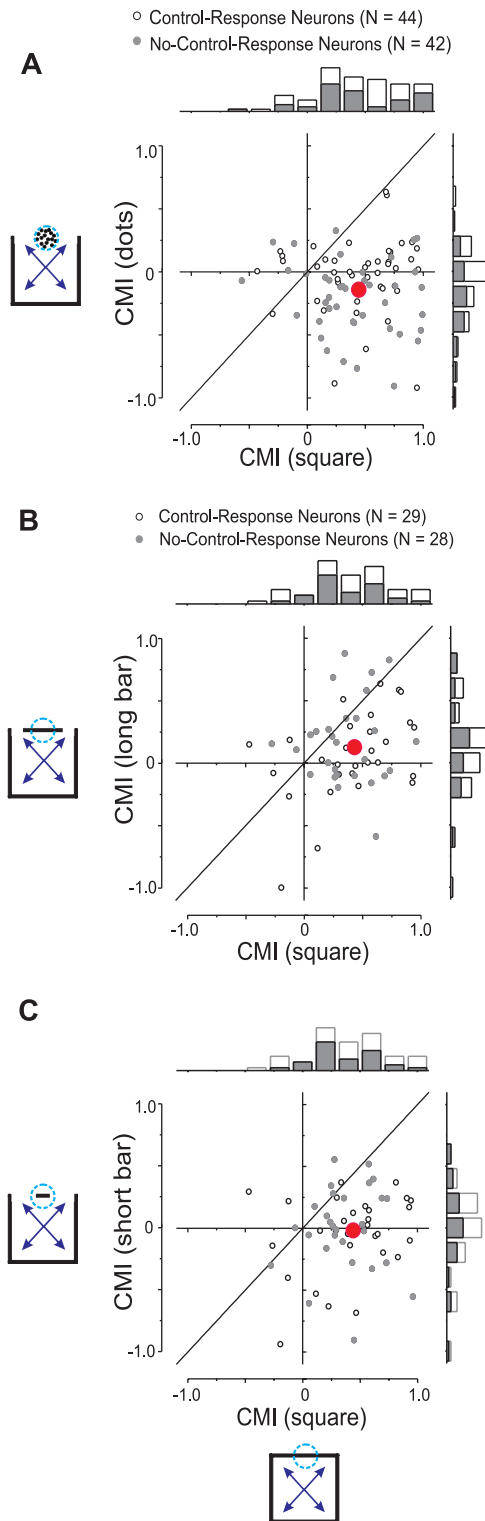 Control-Response Neurons (N = 44)
No-Control-Response Neurons (N = 42)
A
1.0
CMI (dots)
0
-1.0
-1.0
0
1.0
CMI (square)
B
Control-Response Neurons (N = 29)
No-Control-Response Neurons (N = 28)
1.0
CMI (long bar)
0
-1.0
-1.0
0
1.0
CMI (square)
C
1.0
CMI (short bar)
0
-1.0
-1.0
0
1.0
CMI (square)